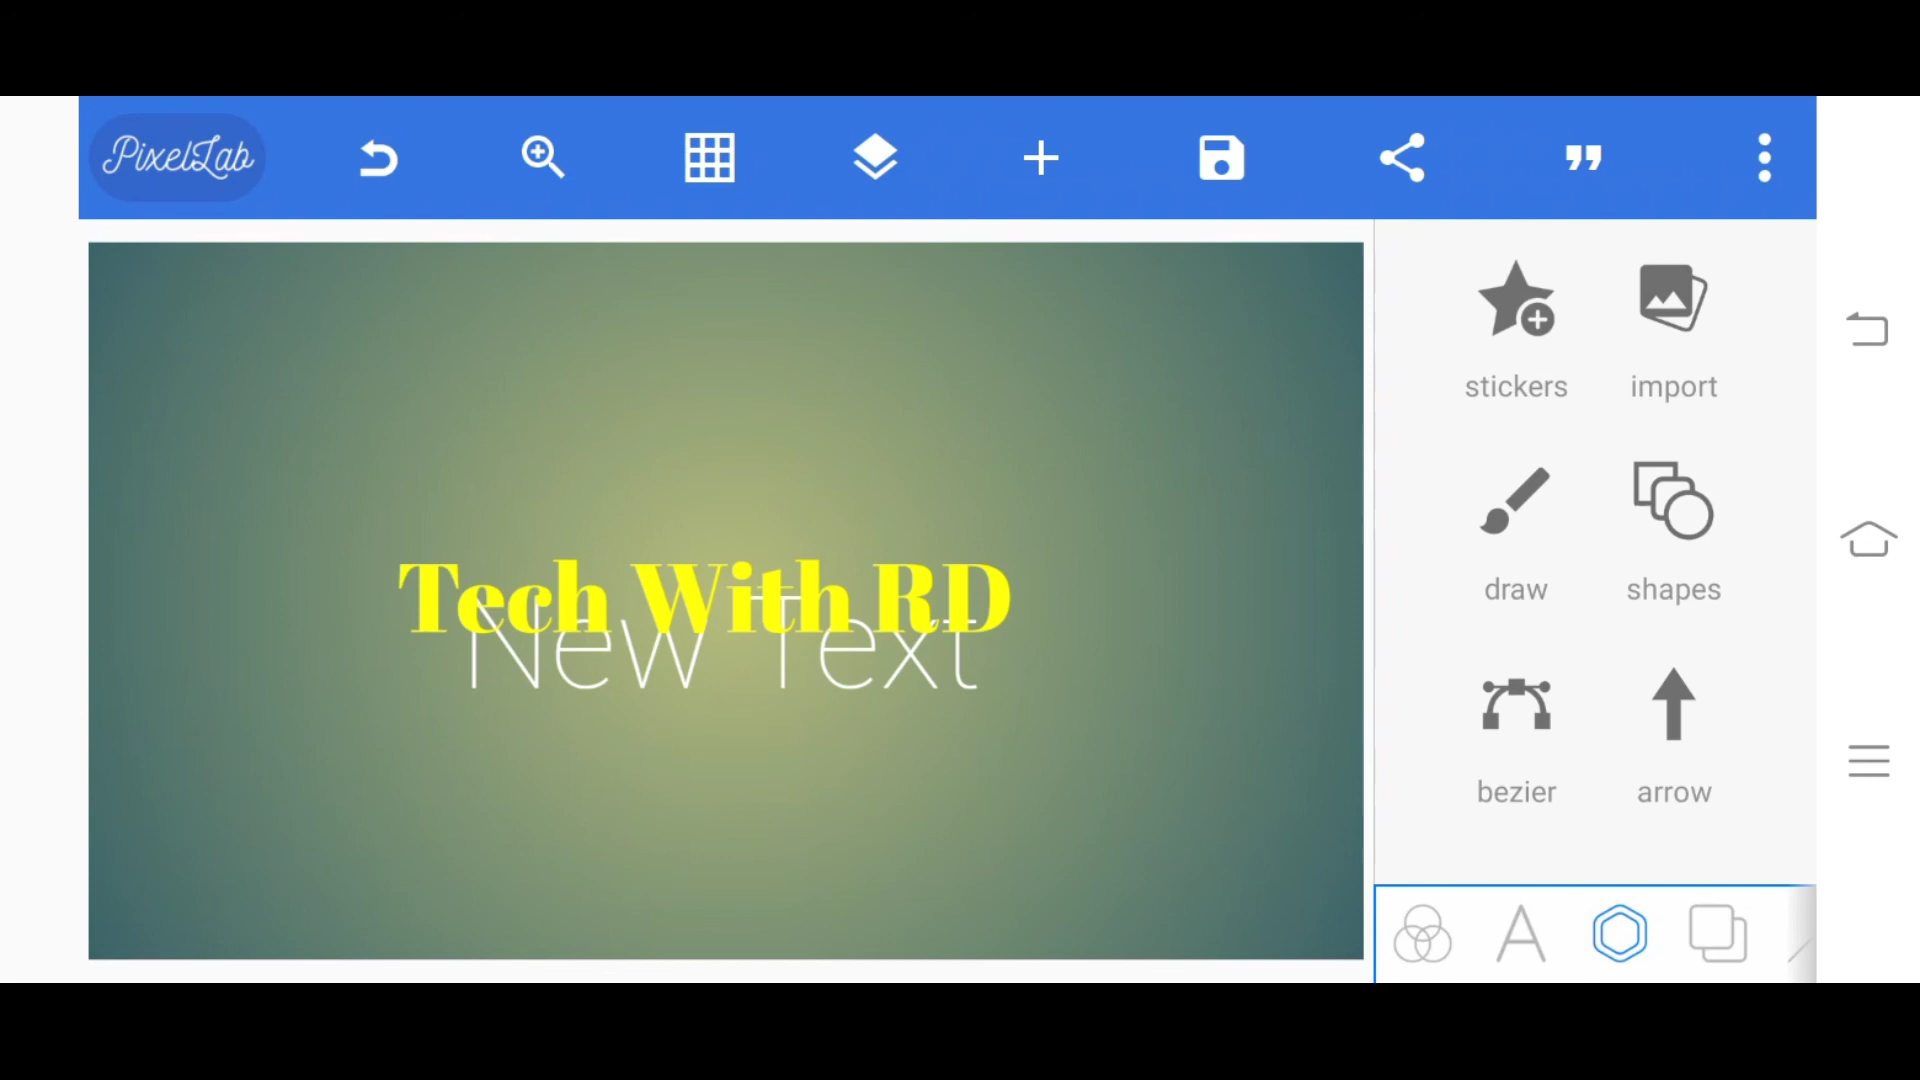 PixelLab
stickers import
Tech With RD
New Text
draw shapes
bezier arrow